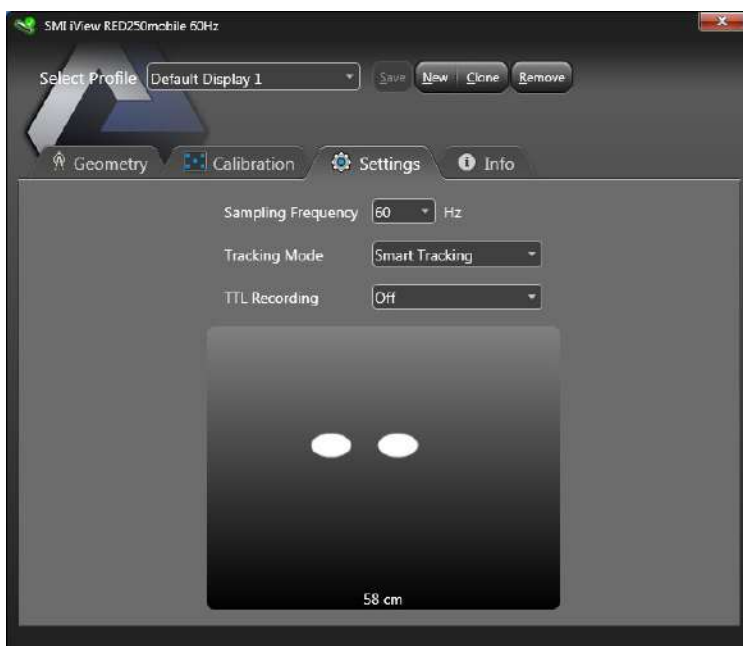 SMI iView RED250mobile 60Hz
x
Select Profile Default Display 1 Save New Clone Remove
Geometry Calibration Settings Info
Sampling Frequency 60 Hz
Tracking Mode Smart Tracking
TTL Recording Off
58 cm